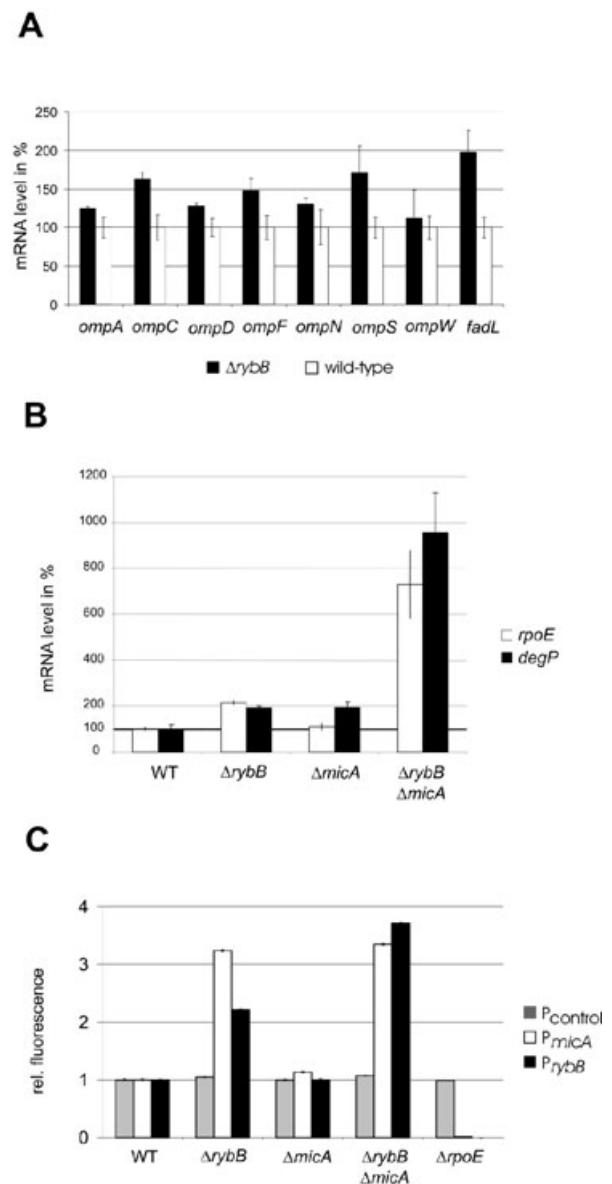 A
mRNA level in %
250
200
150
100
50
0
ompA ompC ompD ompF ompN ompS ompW fadL
ΔrybB wild-type
B
mRNA level in %
1200
1000
800
600
400
200
100
0
WT ΔrybB ΔmicA ΔrybB
ΔmicA
rpoE
degP
C
rel. fluorescence
4
3
2
1
0
WT ΔrybB ΔmicA ΔrybB ΔrpoE
ΔmicA
Pcontrol
PmicA
PrybB